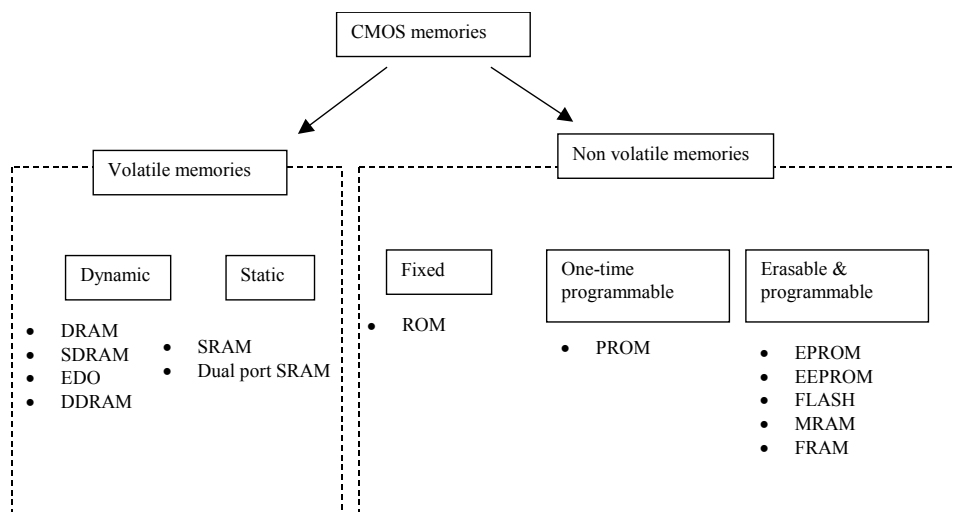 CMOS memories
Volatile memories
Non volatile memories
Dynamic
• DRAM
• SDRAM
• EDO
• DDRAM
Static
• SRAM
• Dual port SRAM
Fixed
• ROM
One-time
programmable
• PROM
Erasable &
programmable
• EPROM
• EEPROM
• FLASH
• MRAM
• FRAM